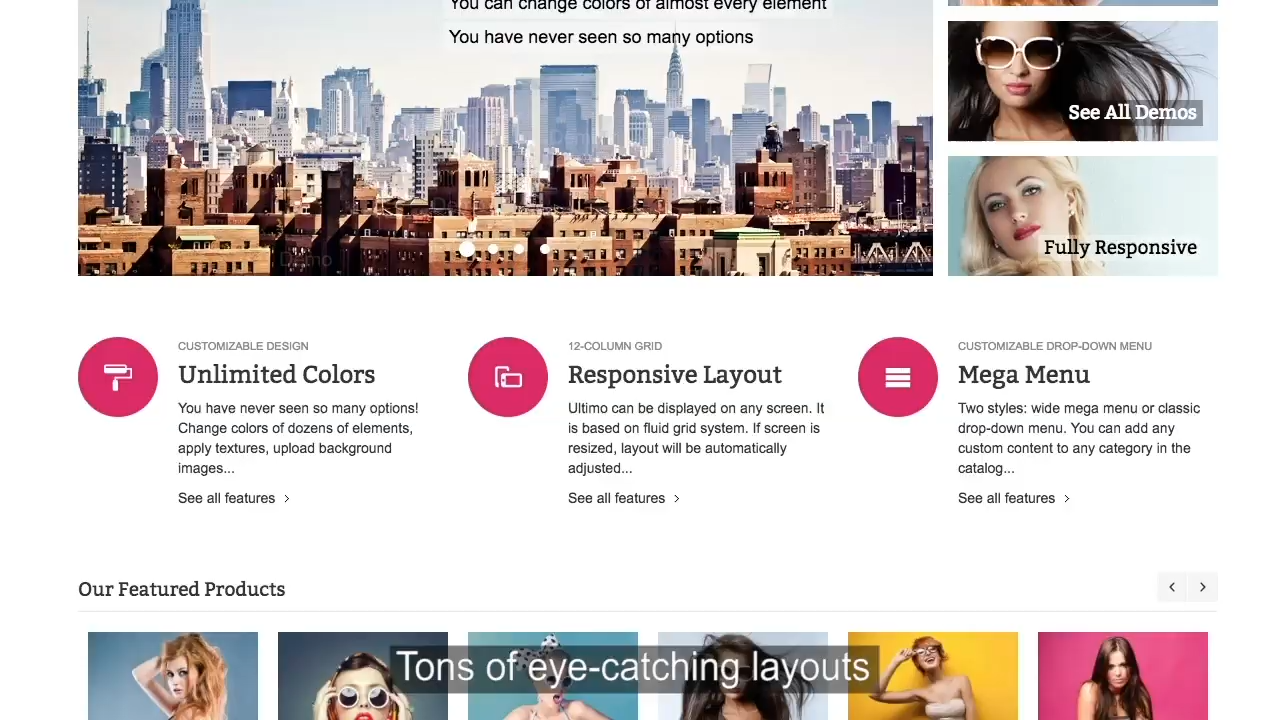 You can change colors of almost every element
You have never seen so many options
See All Demos
Fully Responsive
Demo
CUSTOMIZABLE DESIGN
Unlimited Colors
You have never seen so many options!
Change colors of dozens of elements,
apply textures, upload background
images...
See all features
12-COLUMN GRID
Responsive Layout
Ultimo can be displayed on any screen. It
is based on fluid grid system. If screen is
resized, layout will be automatically
adjusted...
See all features
CUSTOMIZABLE DROP-DOWN MENU
Mega Menu
Two styles: wide mega menu or classic
drop-down menu. You can add any
custom content to any category in the
catalog...
See all features
Our Featured Products
Tons of eye-catching layouts